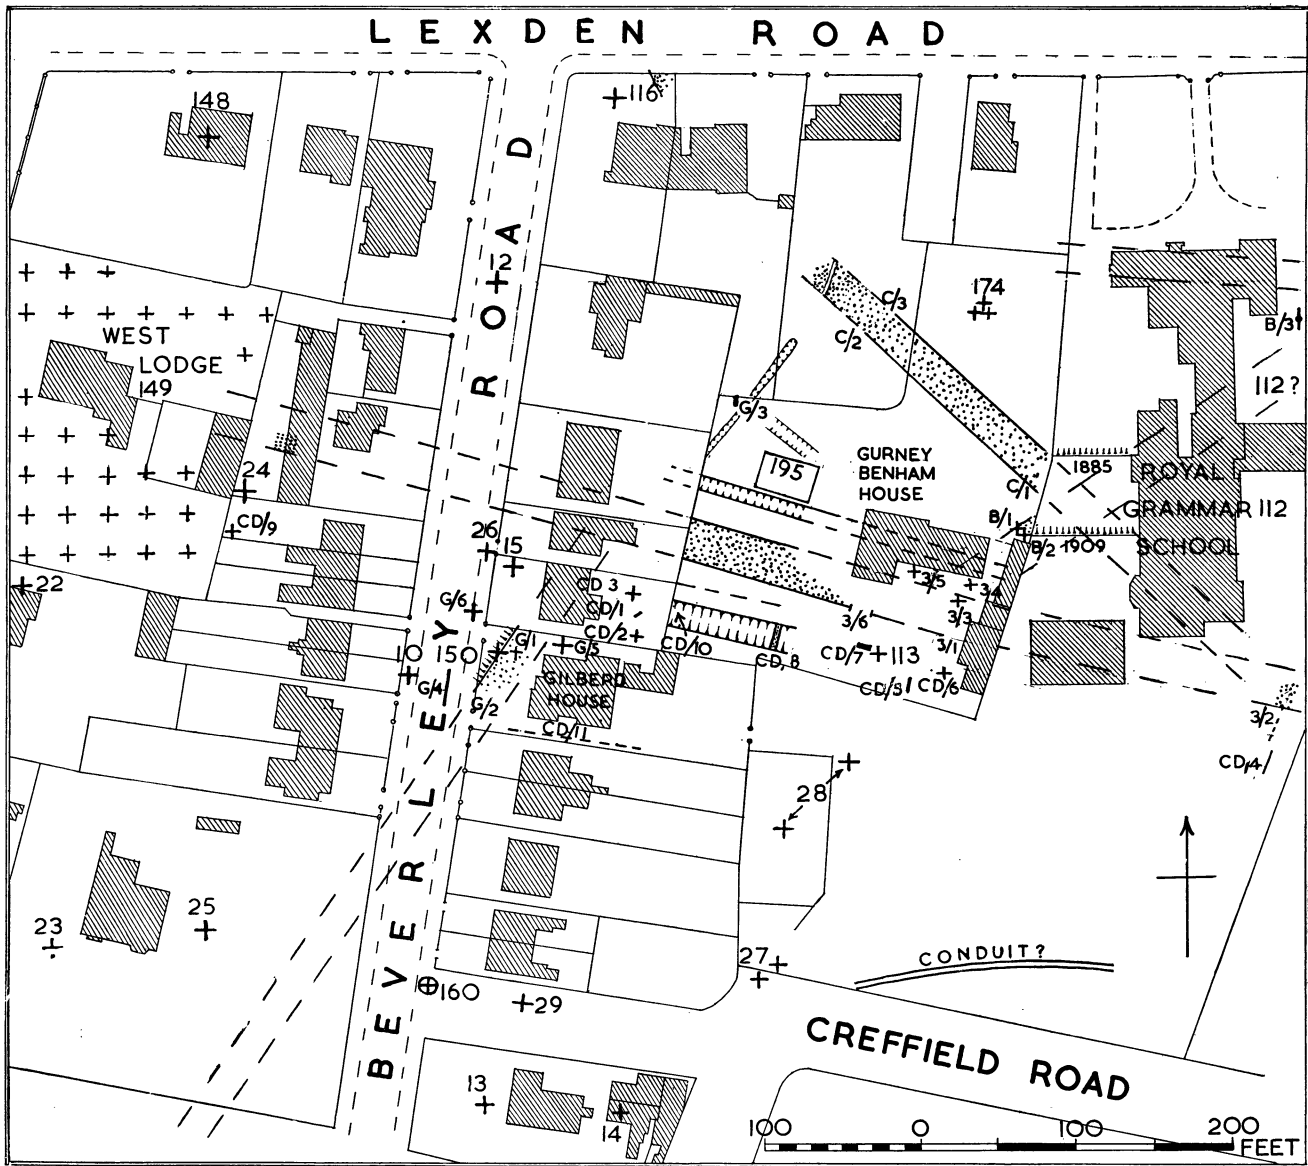 LEXDEN ROAD
148
116
12
174
C/3
C/2
B/3
112?
WEST
LODGE
149
BEVERLEY ROAD
G/3
195
GURNEY
BENHAM
HOUSE
C/1
1885
ROYAL
GRAMMAR 112
SCHOOL
24
CD/9
26
15
B/1
B/2
1909
22
CD 3
CD/1
CD/2
3/5
3/4
3/3
3/6
3/1
G/6
G/1
G/5
CD/10
CD/8
CD/7
113
CD/5
CD/6
10
150
G/4
G/2
GILBERD
HOUSE
CD/11
3/2
CD/4
28
23
25
27
CONDUIT?
160
29
CREFFIELD ROAD
13
14
100 0 100 200
FEET